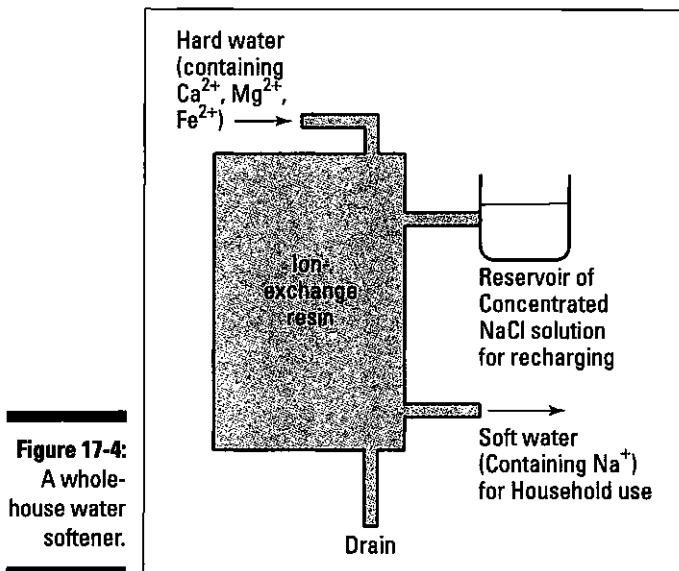 Hard water
(containing
Ca²⁺, Mg²⁺,
Fe²⁺)
Ion-
exchange
resin
Reservoir of
Concentrated
NaCl solution
for recharging
Soft water
(Containing Na⁺)
for Household use
Drain
Figure 17-4:
A whole-
house water
softener.